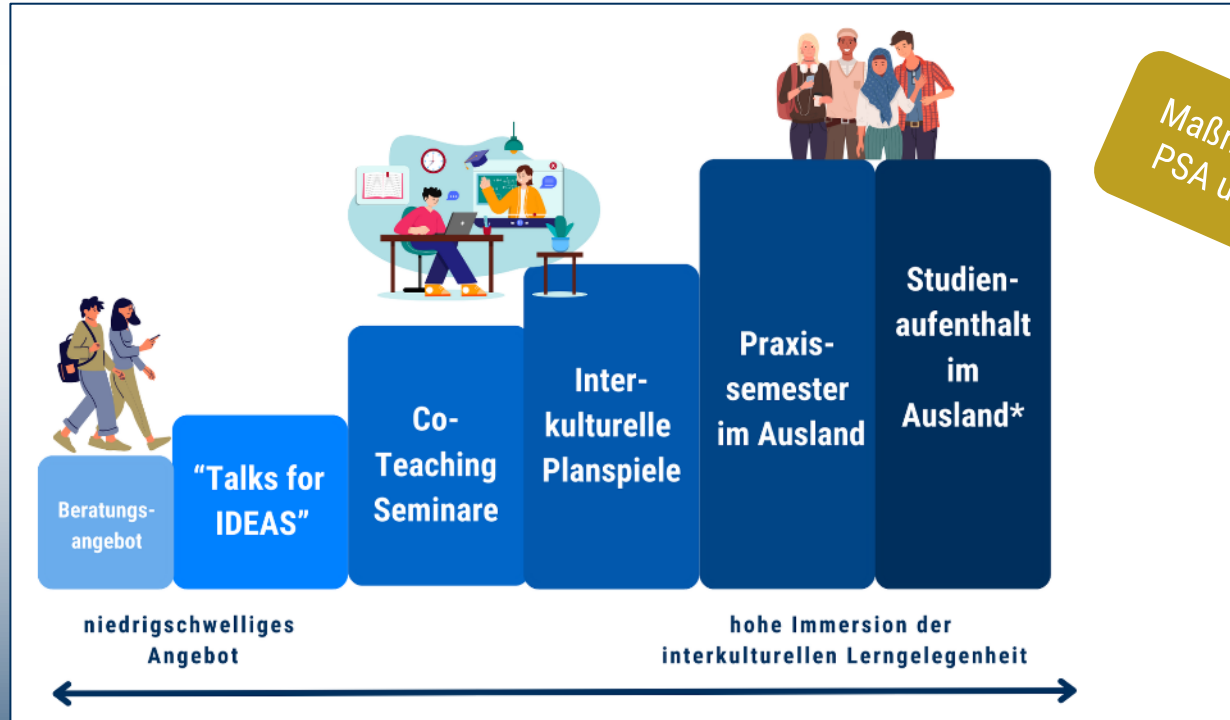 Beratungs-
angebot
“Talks for
IDEAS”
Co-
Teaching
Seminare
Inter-
kulturelle
Planspiele
Praxis-
semester
im Ausland
Studien-
aufenthalt
im
Ausland*
PSA
niedrigschwelliges
Angebot
hohe Immersion der
interkulturellen Lerngelegenheit